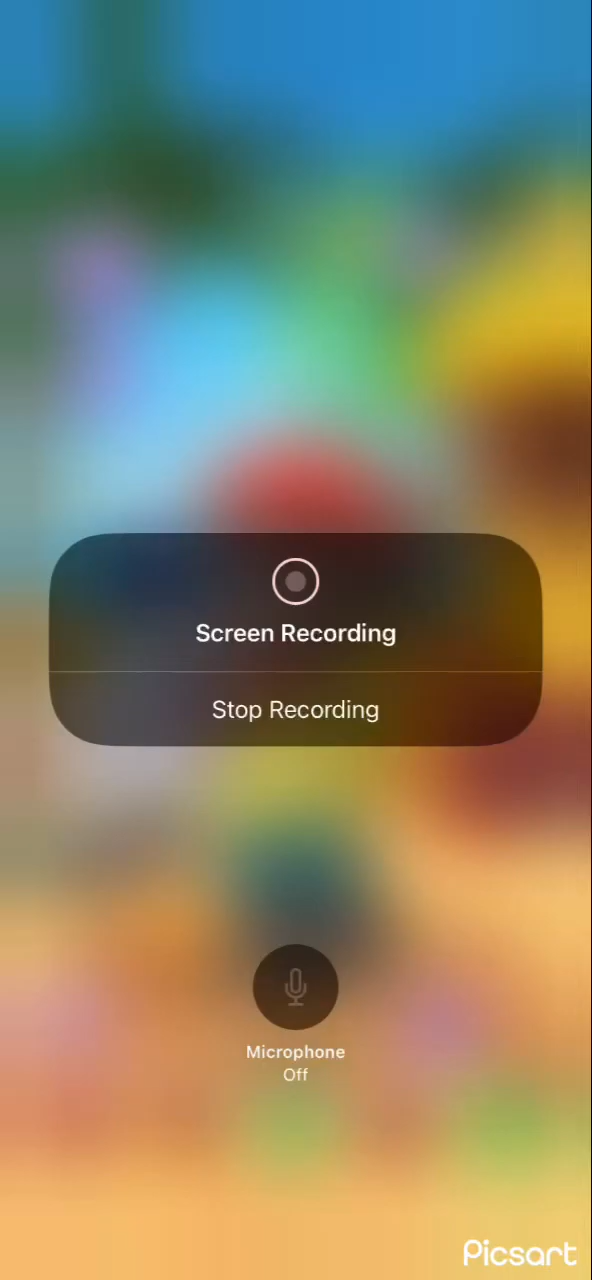 Screen Recording
Stop Recording
Microphone
Off
Picsart